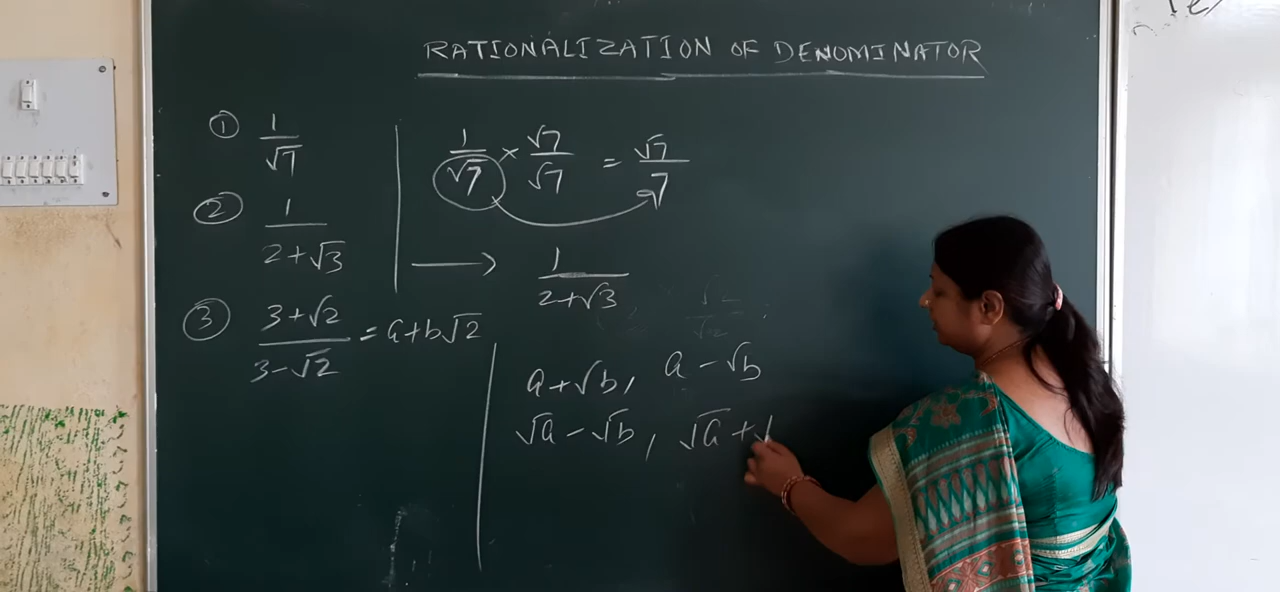 RATIONALIZATION OF DENOMINATOR
① 1/√7
1/√7 × √7/√7 = √7/7
② 1/(2+√3)
→ 1/(2+√3)
③ (3+√2)/(3-√2) = a+b√2
a+√b, a-√b
√a-√b, √a+√